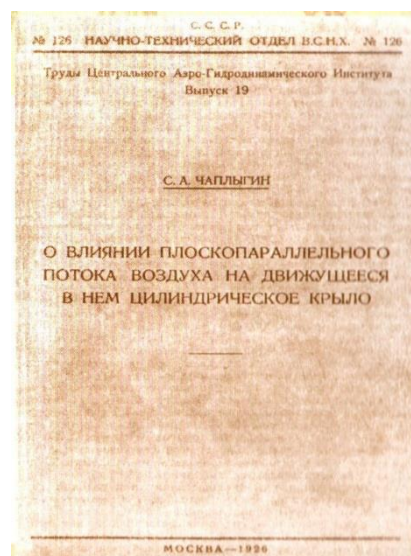 С. С. С. Р.
№ 126 НАУЧНО-ТЕХНИЧЕСКИЙ ОТДЕЛ В.С.Н.Х. № 126
Труды Центрального Аэро-Гидродинамического Института
Выпуск 19
С. А. ЧАПЛЫГИН
О ВЛИЯНИИ ПЛОСКОПАРАЛЛЕЛЬНОГО
ПОТОКА ВОЗДУХА НА ДВИЖУЩЕЕСЯ
В НЕМ ЦИЛИНДРИЧЕСКОЕ КРЫЛО
МОСКВА—1926